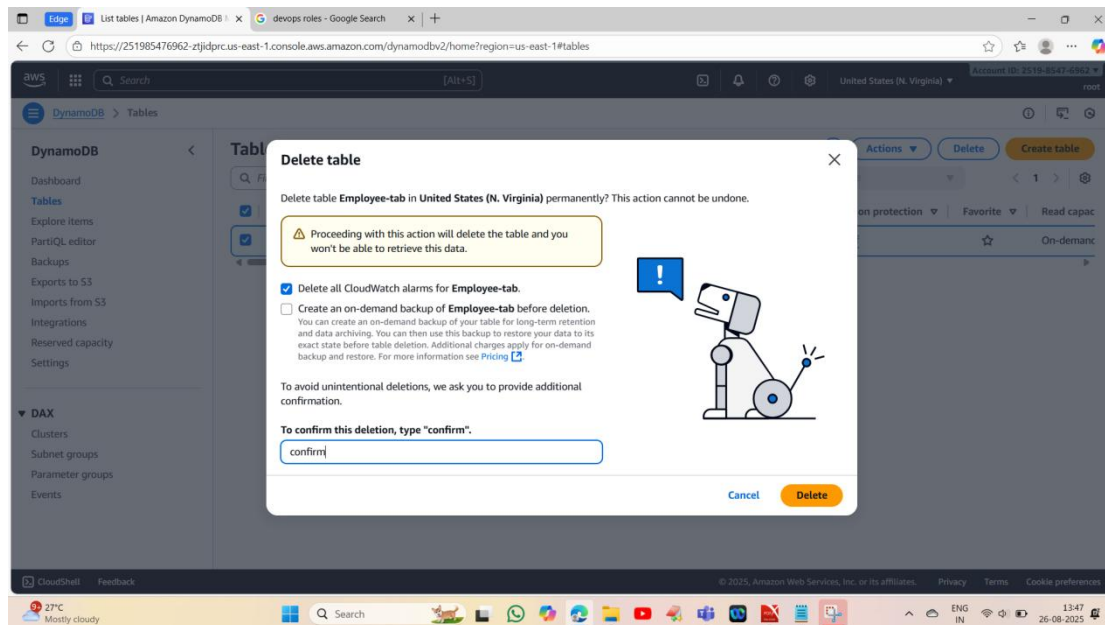 Edge
List tables | Amazon DynamoDB
devops roles - Google Search
https://251985476962-ztjidprc.us-east-1.console.aws.amazon.com/dynamodbv2/home?region=us-east-1#tables
aws
Search
[Alt+S]
United States (N. Virginia)
Account ID: 2519-8547-6962
root
DynamoDB > Tables
DynamoDB
Dashboard
Tables
Explore items
PartiQL editor
Backups
Exports to S3
Imports from S3
Integrations
Reserved capacity
Settings
DAX
Clusters
Subnet groups
Parameter groups
Events
Tabl
Actions
Delete
Create table
1
on protection
Favorite
Read capac
On-demand
Delete table
Delete table Employee-tab in United States (N. Virginia) permanently? This action cannot be undone.
Proceeding with this action will delete the table and you
won't be able to retrieve this data.
Delete all CloudWatch alarms for Employee-tab.
Create an on-demand backup of Employee-tab before deletion.
You can create an on-demand backup of your table for long-term retention
and data archiving. You can then use this backup to restore your data to its
exact state before table deletion. Additional charges apply for on-demand
backup and restore. For more information see Pricing
To avoid unintentional deletions, we ask you to provide additional
confirmation.
To confirm this deletion, type "confirm".
confirm
!
Cancel
Delete
CloudShell
Feedback
© 2025, Amazon Web Services, Inc. or its affiliates.
Privacy
Terms
Cookie preferences
27°C
Mostly cloudy
Search
ENG
IN
13:47
26-08-2025